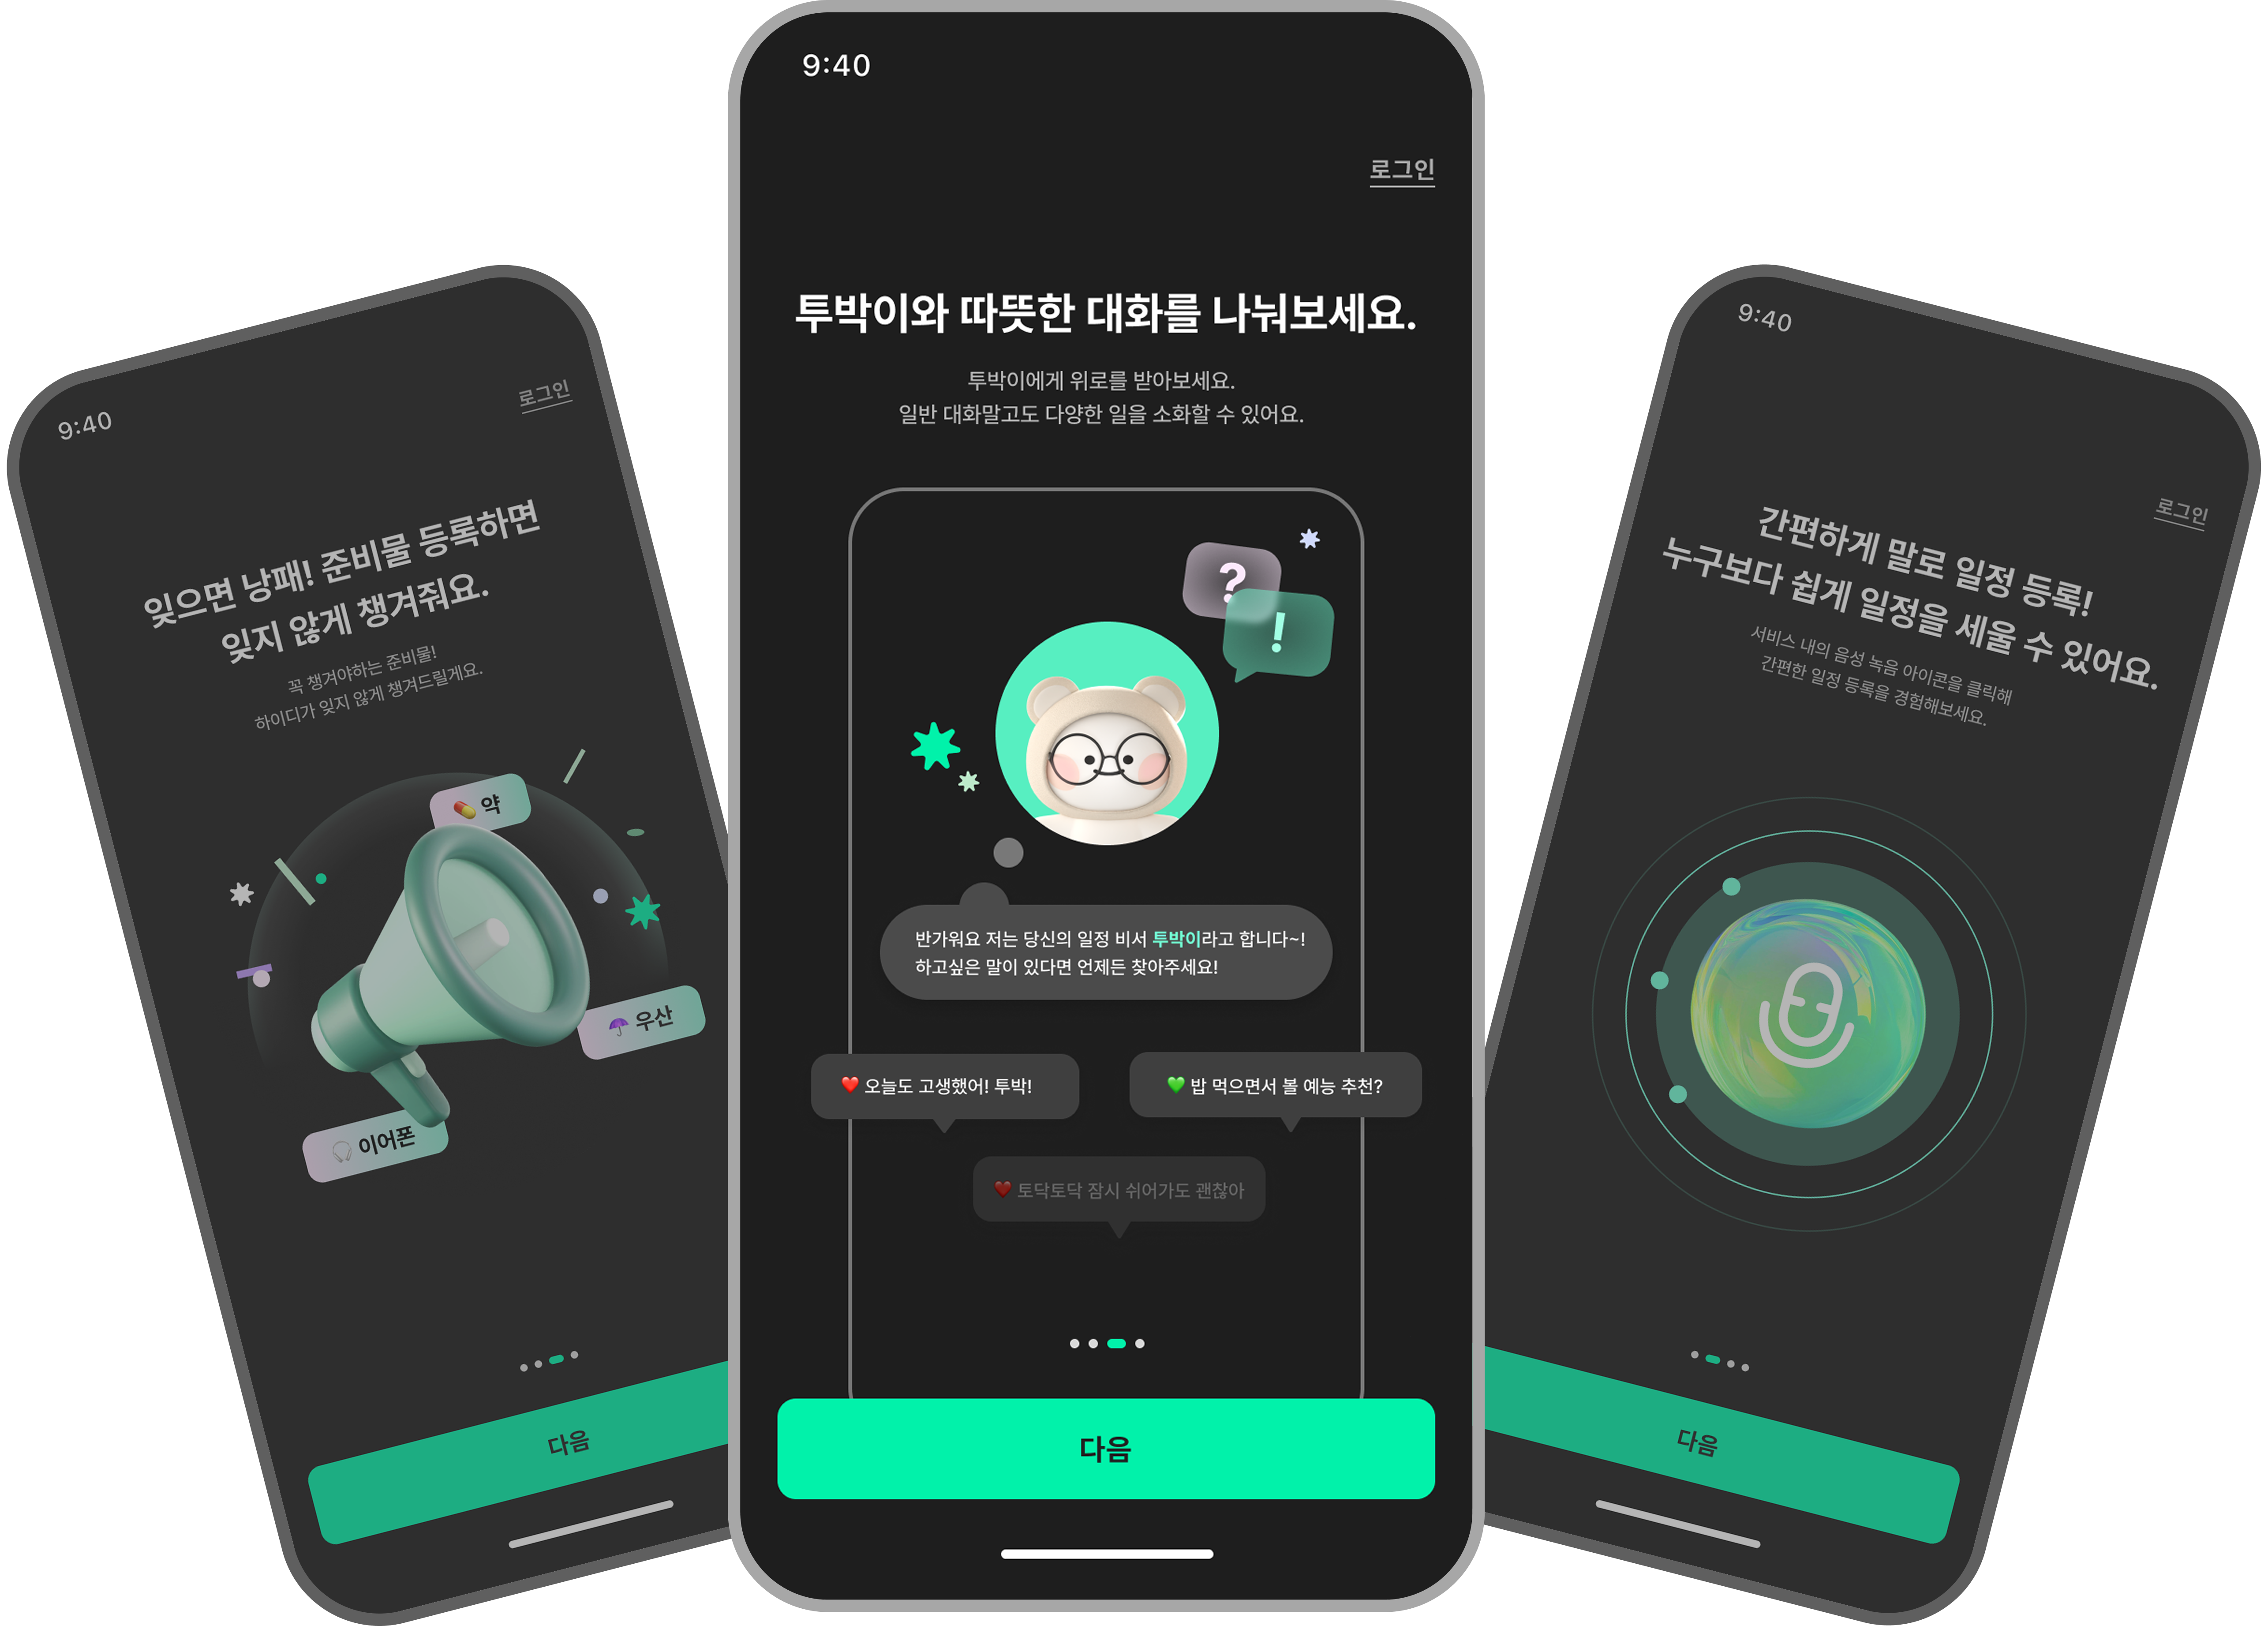 9:40
로그인
잊으면 낭패! 준비물 등록하면
잊지 않게 챙겨줘요.
꼭 챙겨야하는 준비물!
하이디가 잊지 않게 챙겨드릴게요.
약
우산
이어폰
다음
9:40
로그인
투박이와 따뜻한 대화를 나눠보세요.
투박이에게 위로를 받아보세요.
일반 대화말고도 다양한 일을 소화할 수 있어요.
?
!
반가워요 저는 당신의 일정 비서 투박이라고 합니다~!
하고싶은 말이 있다면 언제든 찾아주세요!
오늘도 고생했어! 투박!
밥 먹으면서 볼 예능 추천?
토닥토닥 잠시 쉬어가도 괜찮아
다음
9:40
로그인
간편하게 말로 일정 등록!
누구보다 쉽게 일정을 세울 수 있어요.
서비스 내의 음성 녹음 아이콘을 클릭해
간편한 일정 등록을 경험해보세요.
다음